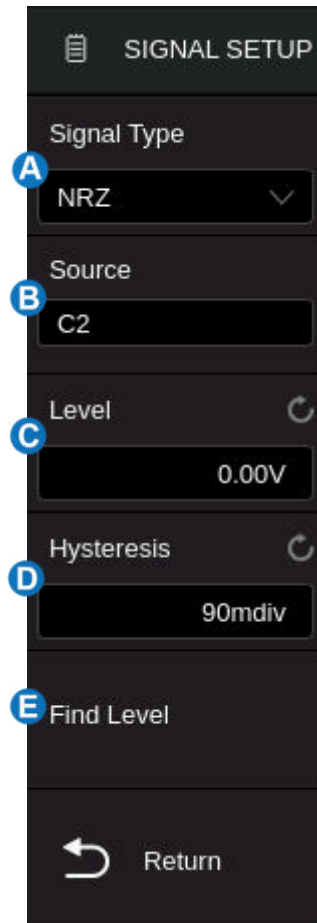 SIGNAL SETUP
Signal Type
A
NRZ
Source
B
C2
Level
C
0.00V
Hysteresis
D
90mdiv
E
Find Level
Return